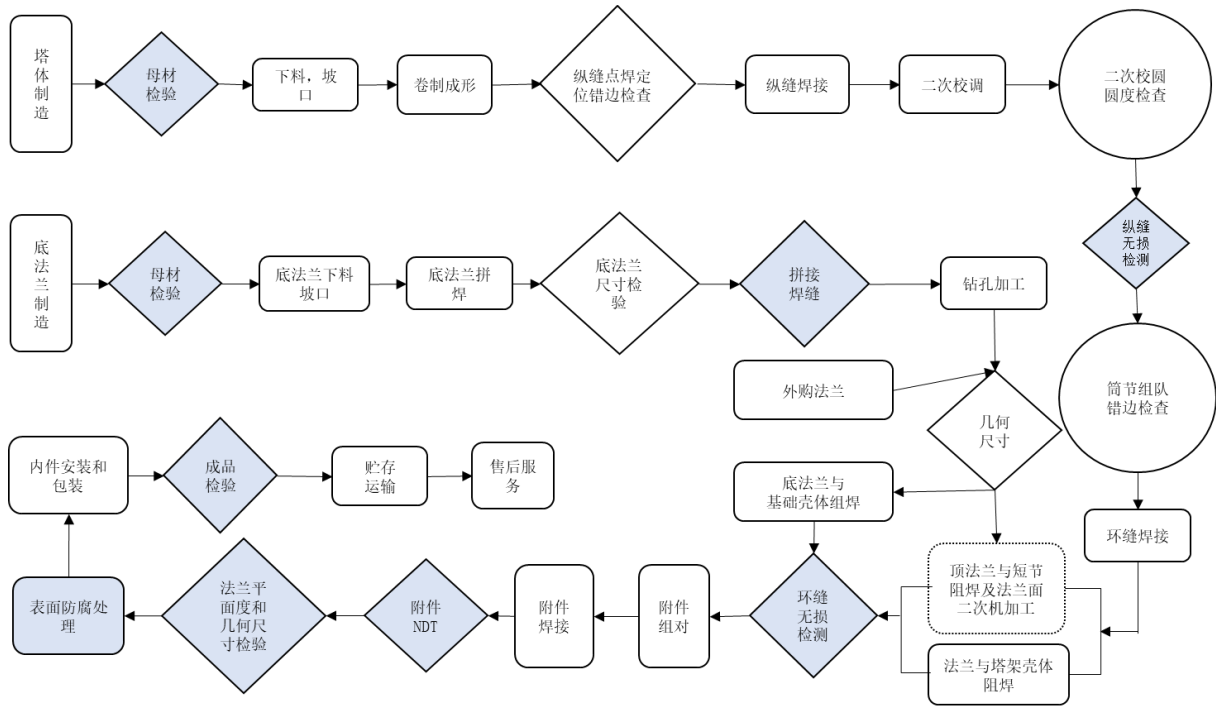 塔
体
制
造
母材
检验
下料，坡
口
卷制成形
纵缝点焊定
位错边检查
纵缝焊接
二次校调
二次校圆
圆度检查
纵缝
无损
检测
底
法
兰
制
造
母材
检验
底法兰下料
坡口
底法兰拼
焊
底法兰
尺寸检
验
拼接
焊缝
钻孔加工
外购法兰
几何
尺寸
筒节组队
错边检查
内件安装和
包装
成品
检验
贮存
运输
售后服
务
底法兰与
基础壳体组焊
环缝焊接
表面防腐处
理
法兰平
面度和
几何尺
寸检验
附件
NDT
附件
焊接
附件
组对
环缝
无损
检测
顶法兰与短节
阻焊及法兰面
二次机加工
法兰与塔架壳体
阻焊